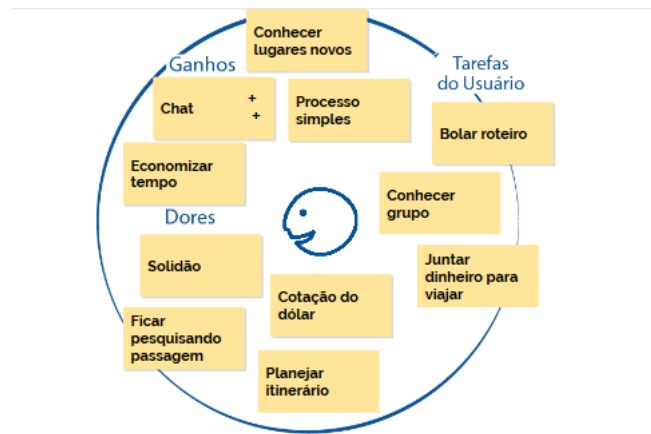 Conhecer
lugares novos
Ganhos
Tarefas
do Usuário
Chat
+
+
Processo
simples
Bolar roteiro
Economizar
tempo
Conhecer
grupo
Dores
Solidão
Juntar
dinheiro para
viajar
Cotação do
dólar
Ficar
pesquisando
passagem
Planejar
itinerário